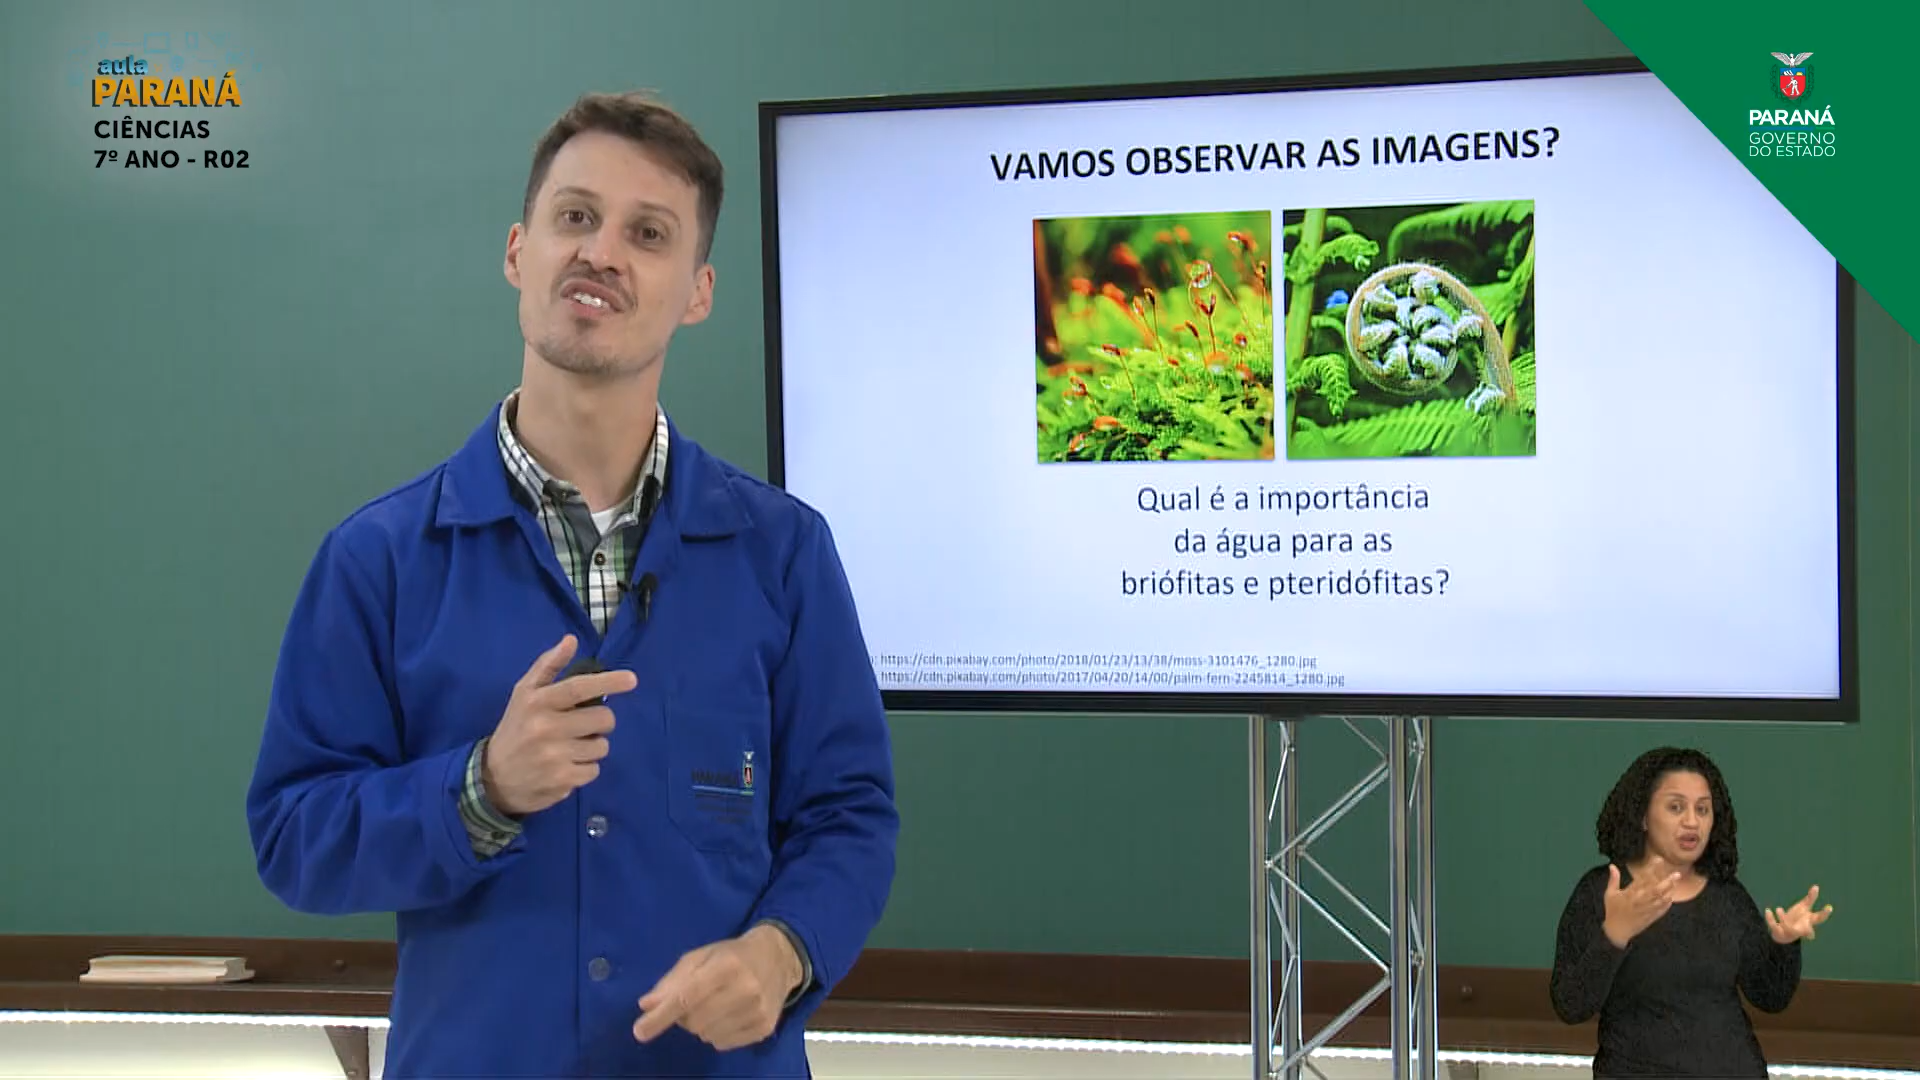 aula
PARANÁ
CIÊNCIAS
7º ANO - R02
PARANÁ
GOVERNO
DO ESTADO
VAMOS OBSERVAR AS IMAGENS?
Qual é a importância
da água para as
briófitas e pteridófitas?
https://cdn.pixabay.com/photo/2018/01/23/13/38/moss-3101476_1280.jpg
https://cdn.pixabay.com/photo/2017/04/20/14/00/palm-fern-2245814_1280.jpg
PARANÁ